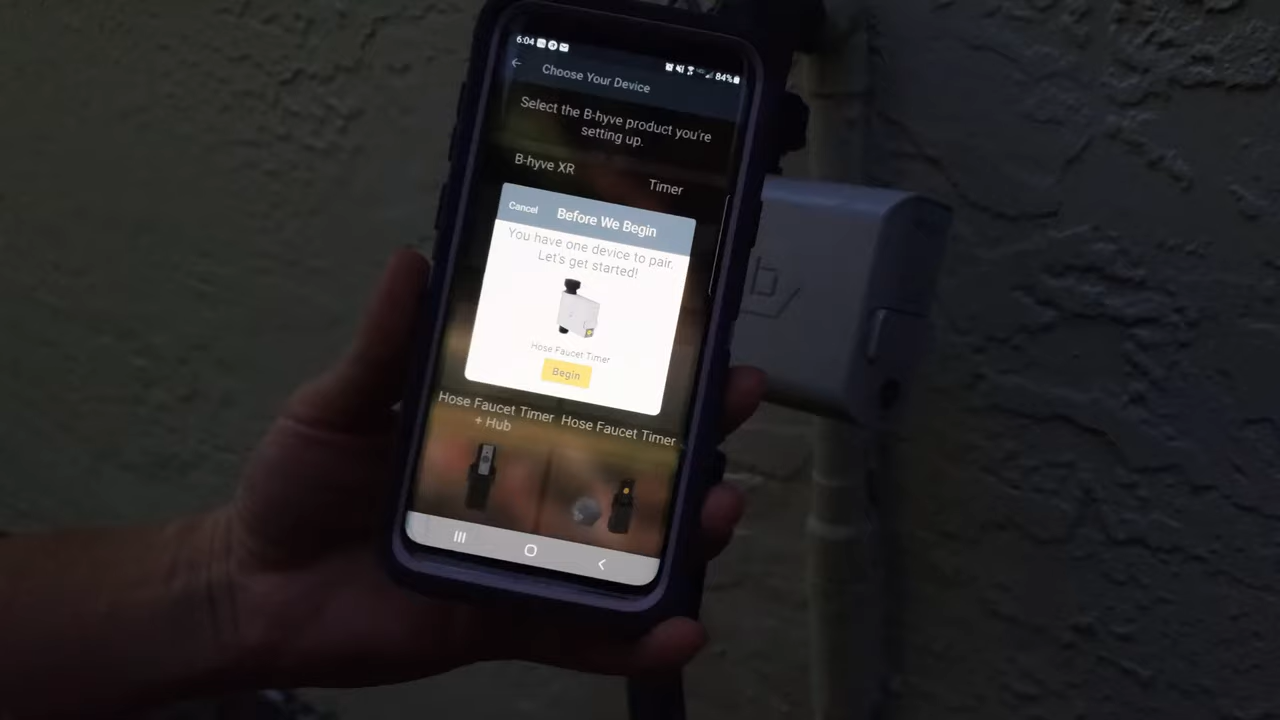 6:04
84%
Choose Your Device
Select the B-hyve product you're
setting up.
B-hyve XR
Timer
Cancel
Before We Begin
You have one device to pair.
Let's get started!
Hose Faucet Timer
Begin
Hose Faucet Timer
+ Hub
Hose Faucet Timer
b